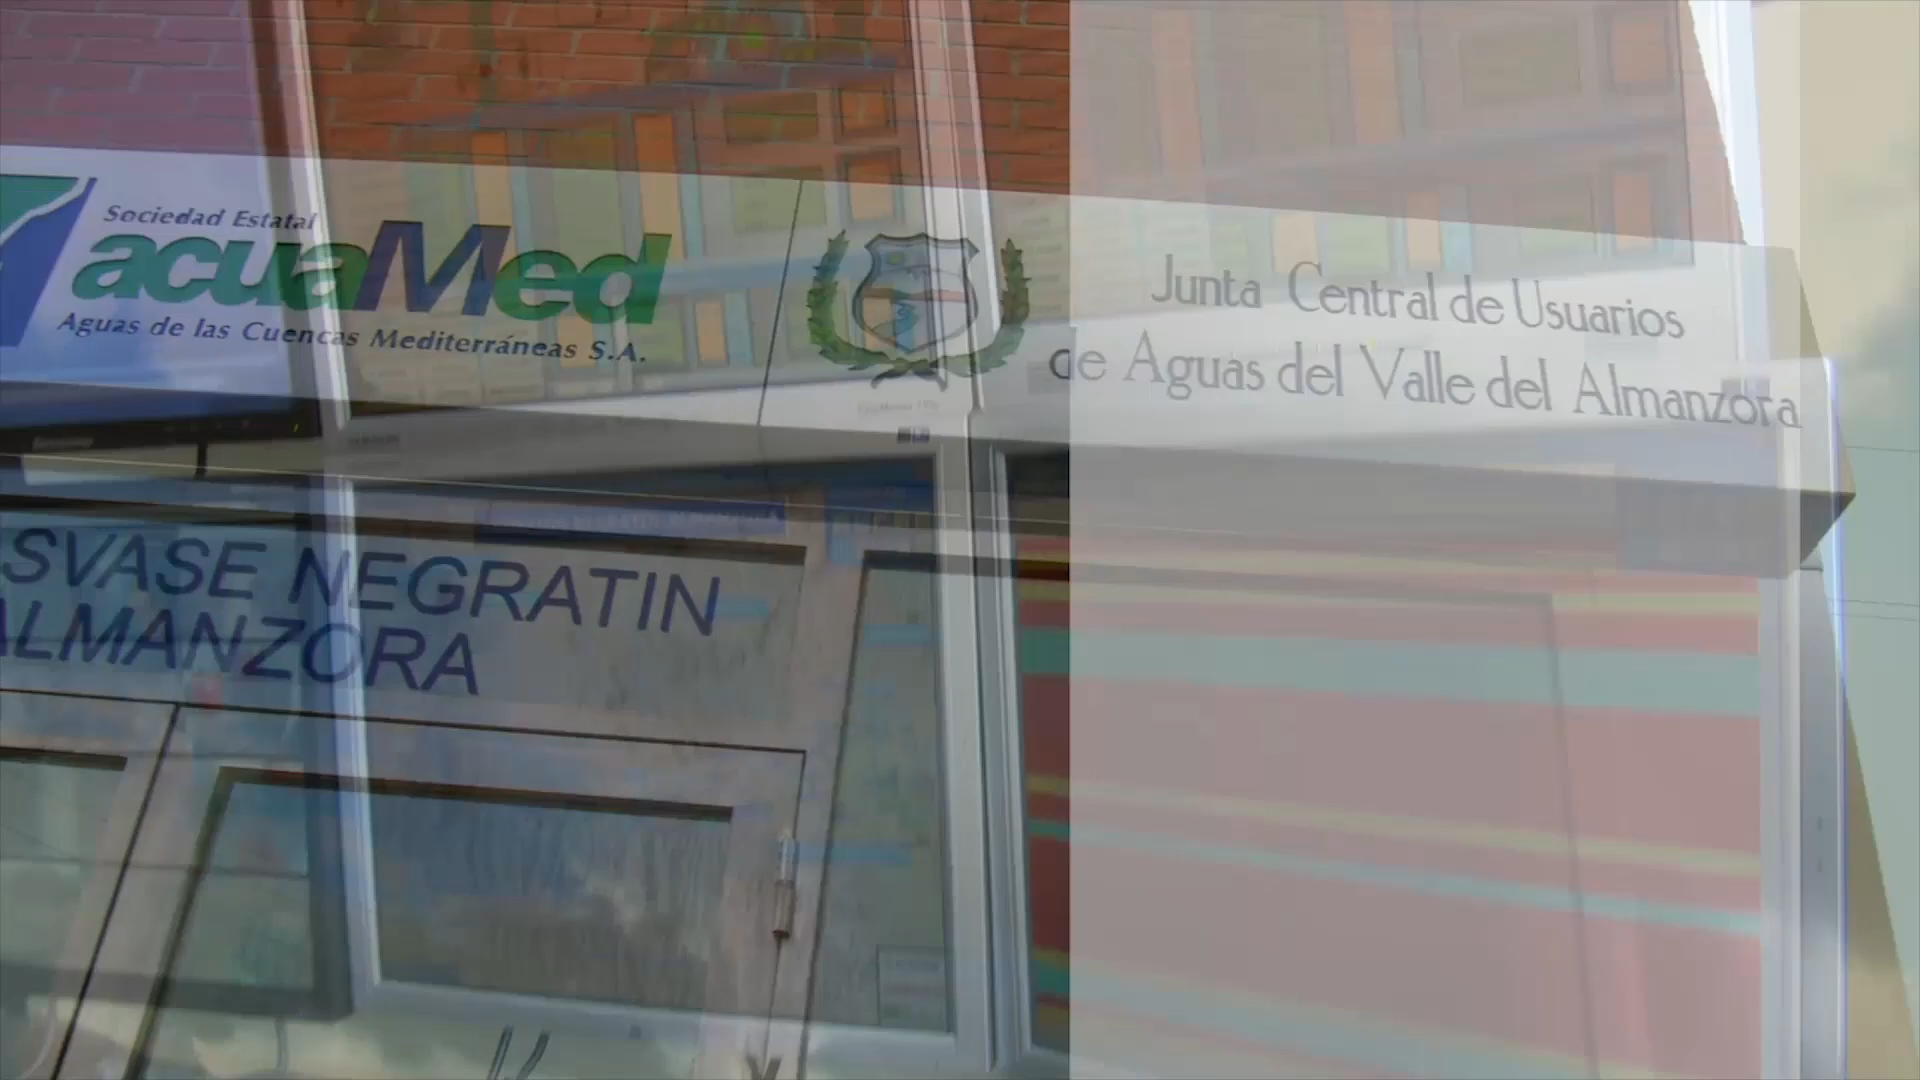 Sociedad Estatal
acuaMed
Aguas de las Cuencas Mediterráneas S.A.
Junta Central de Usuarios
de Aguas del Valle del Almanzora
SVASE NEGRATIN
ALMANZORA